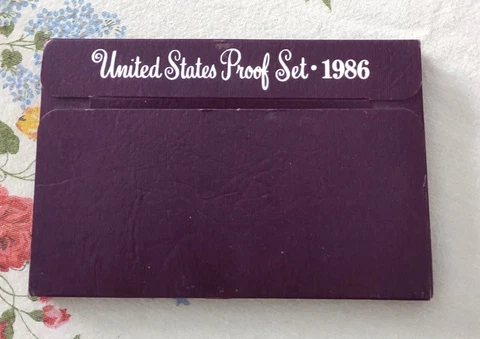 United States Proof Set · 1986